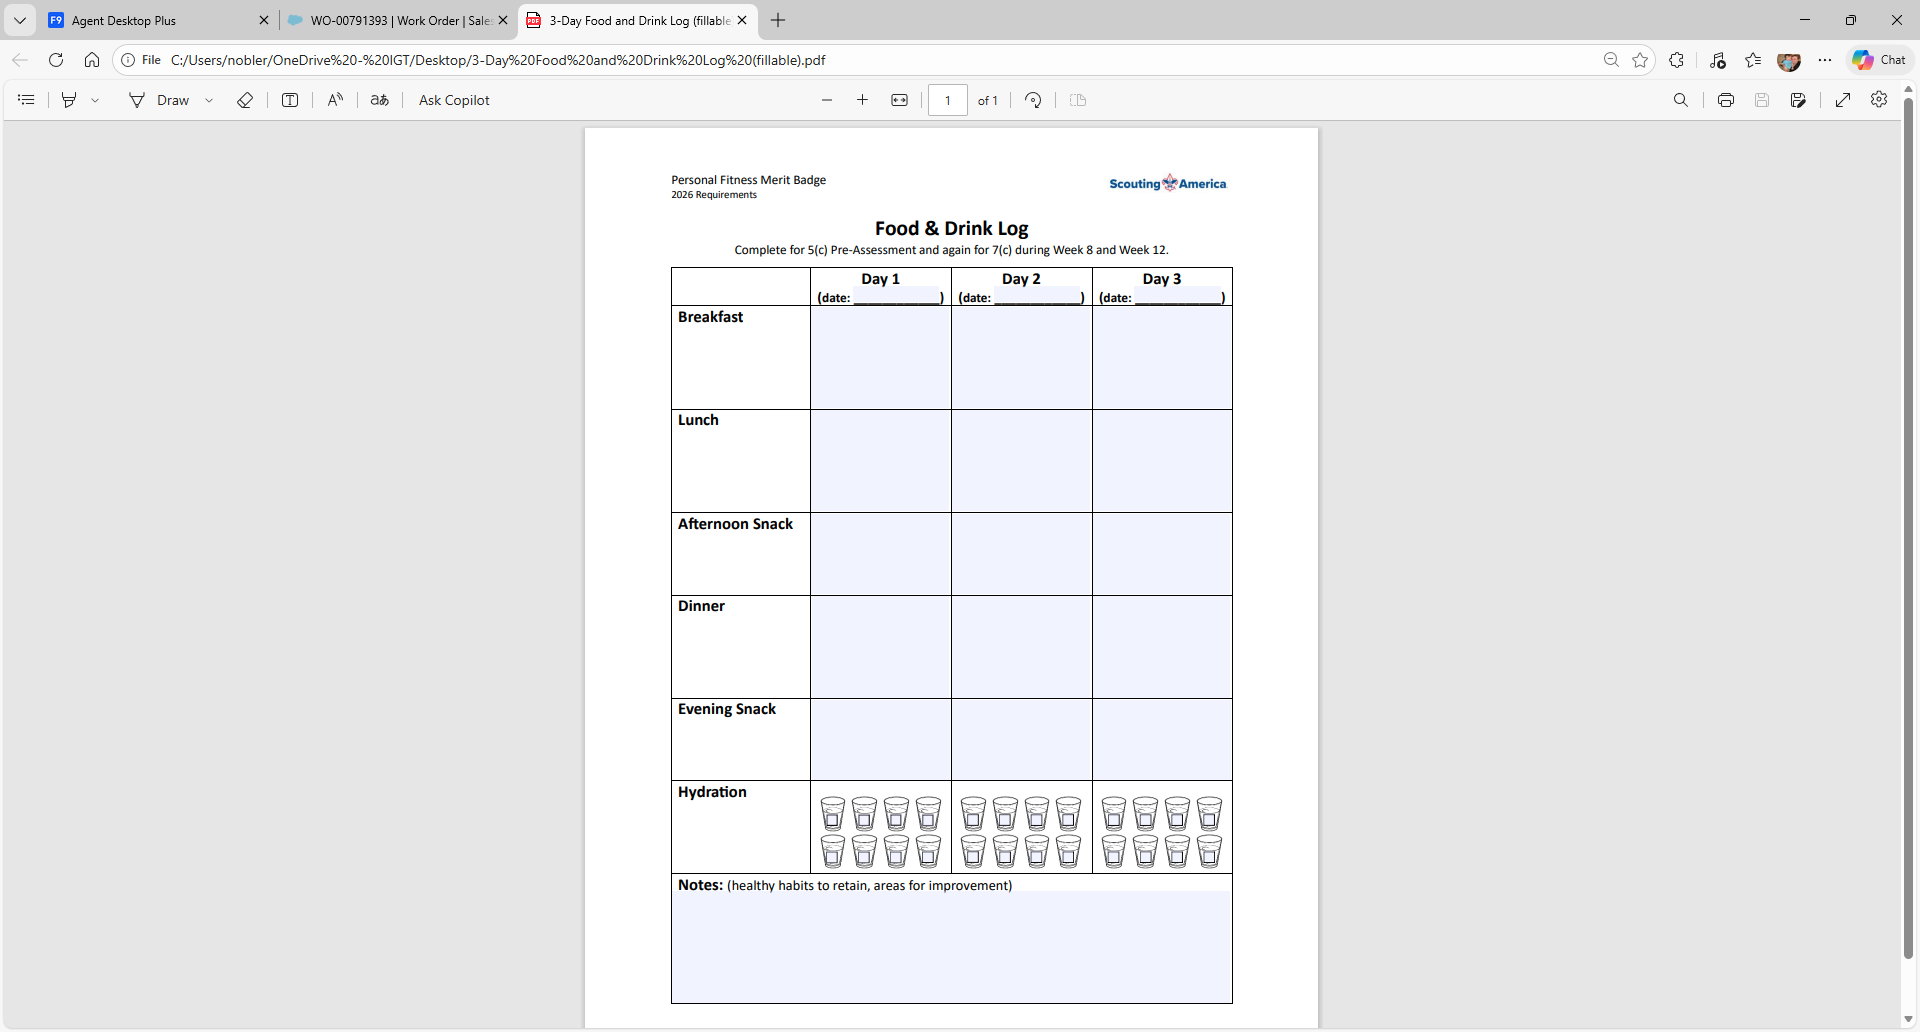 Agent Desktop Plus
WO-00791393 | Work Order | Sales
3-Day Food and Drink Log (fillable
File C:/Users/nobler/OneDrive%20-%20IGT/Desktop/3-Day%20Food%20and%20Drink%20Log%20(fillable).pdf
Chat
Draw
Ask Copilot
1 of 1
Personal Fitness Merit Badge
2026 Requirements
Scouting America
Food & Drink Log
Complete for 5(c) Pre-Assessment and again for 7(c) during Week 8 and Week 12.
Day 1 Day 2 Day 3
(date: ____________) (date: ____________) (date: ____________)
Breakfast
Lunch
Afternoon Snack
Dinner
Evening Snack
Hydration
Notes: (healthy habits to retain, areas for improvement)